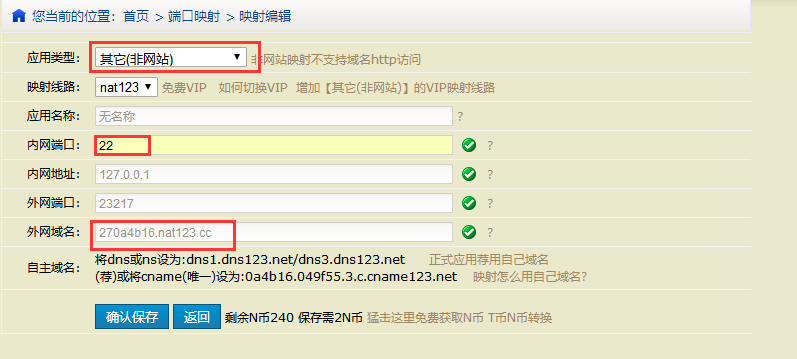 您当前的位置：首页 > 端口映射 > 映射编辑
应用类型： 其它(非网站) 非网站映射不支持域名http访问
映射线路： nat123 免费VIP 如何切换VIP 增加【其它(非网站)】的VIP映射线路
应用名称： 无名称 ?
内网端口： 22 ?
内网地址： 127.0.0.1 ?
外网端口： 23217 ?
外网域名： 270a4b16.nat123.cc ?
自主域名： 将dns或ns设为:dns1.dns123.net/dns3.dns123.net 正式应用荐用自己域名
(荐)或将cname(唯一)设为:0a4b16.049f55.3.c.cname123.net 映射怎么用自己域名?
确认保存 返回 剩余N币240 保存需2N币 猛击这里免费获取N币 T币N币转换